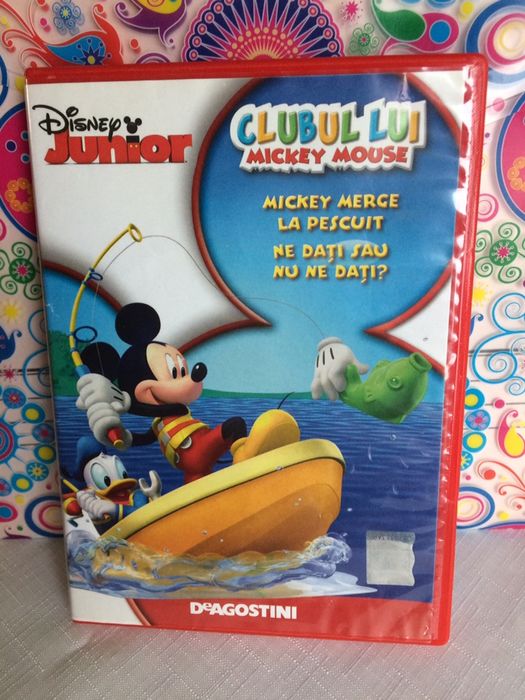 Disney
Junior
CLUBUL LUI
MICKEY MOUSE
MICKEY MERGE
LA PESCUIT
NE DAȚI SAU
NU NE DAȚI?
DeAGOSTINI